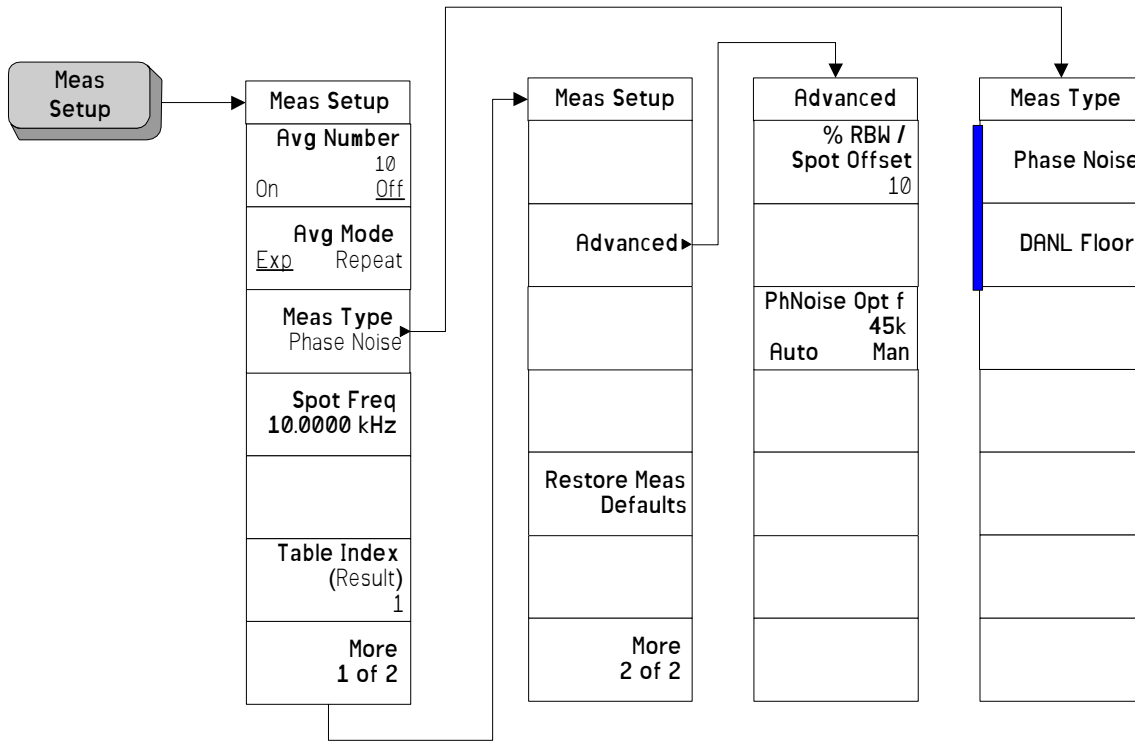 Meas
Setup
Meas Setup
Avg Number
10
On Off
Avg Mode
Exp Repeat
Meas Type
Phase Noise
Spot Freq
10.0000 kHz
Table Index
(Result)
1
More
1 of 2
Meas Setup
Advanced
Restore Meas
Defaults
More
2 of 2
Advanced
% RBW /
Spot Offset
10
PhNoise Opt f
45k
Auto Man
Meas Type
Phase Noise
DANL Floor